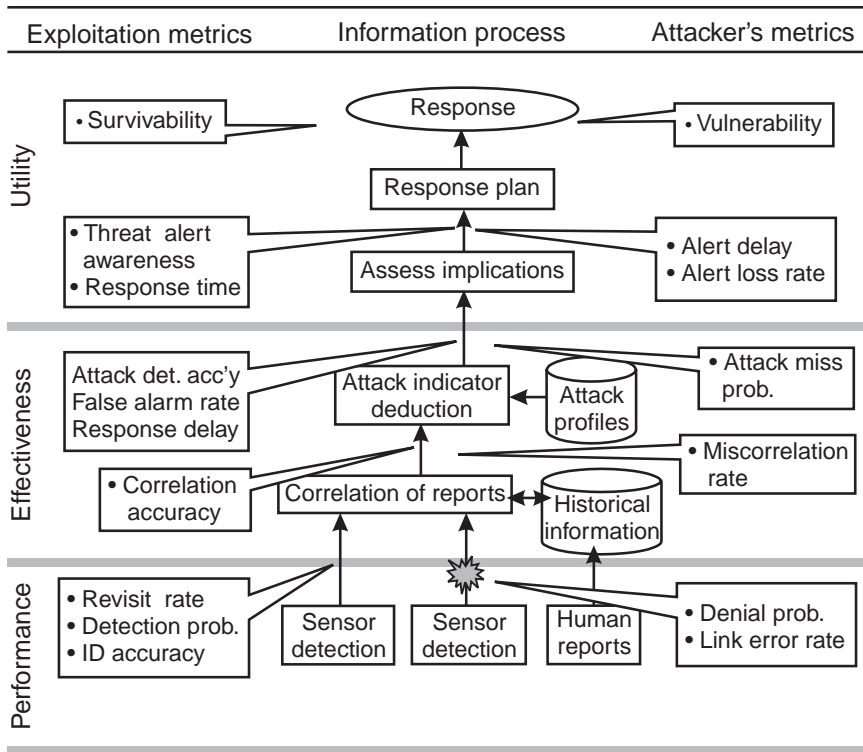 Exploitation metrics
Information process
Attacker's metrics
Utility
• Survivability
Response
• Vulnerability
Response plan
• Threat alert
awareness
• Response time
Assess implications
• Alert delay
• Alert loss rate
Effectiveness
Attack det. acc'y
False alarm rate
Response delay
Attack indicator
deduction
Attack
profiles
• Attack miss
prob.
• Correlation
accuracy
Correlation of reports
Historical
information
• Miscorrelation
rate
Performance
• Revisit rate
• Detection prob.
• ID accuracy
Sensor
detection
Sensor
detection
Human
reports
• Denial prob.
• Link error rate